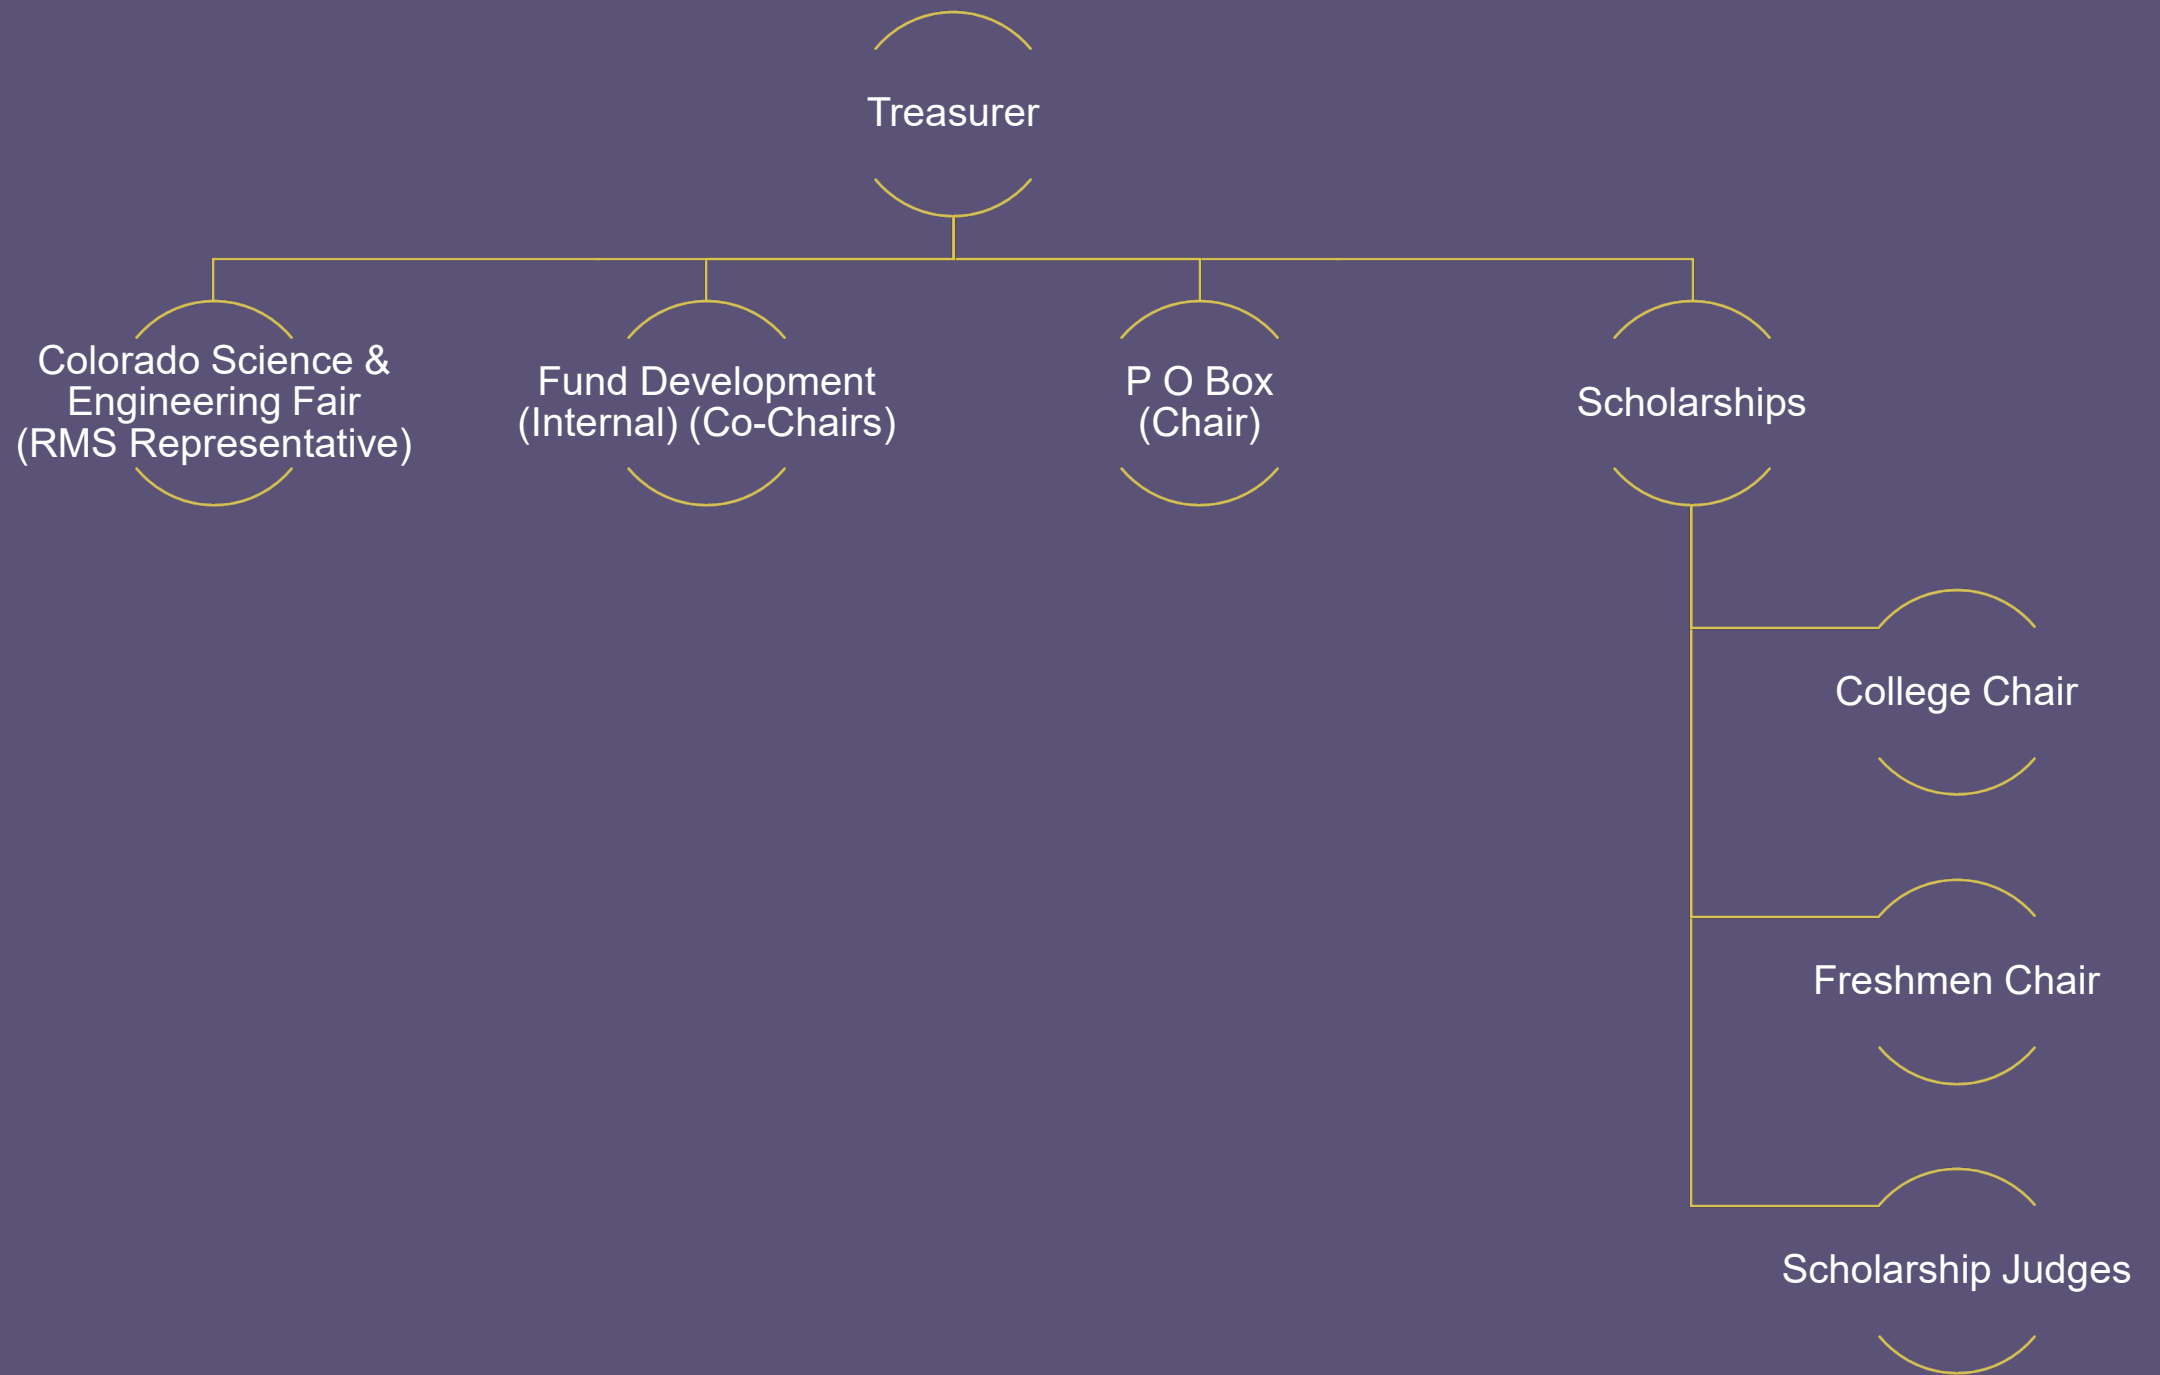 Treasurer
Colorado Science &
Engineering Fair
(RMS Representative)
Fund Development
(Internal) (Co-Chairs)
P O Box
(Chair)
Scholarships
College Chair
Freshmen Chair
Scholarship Judges